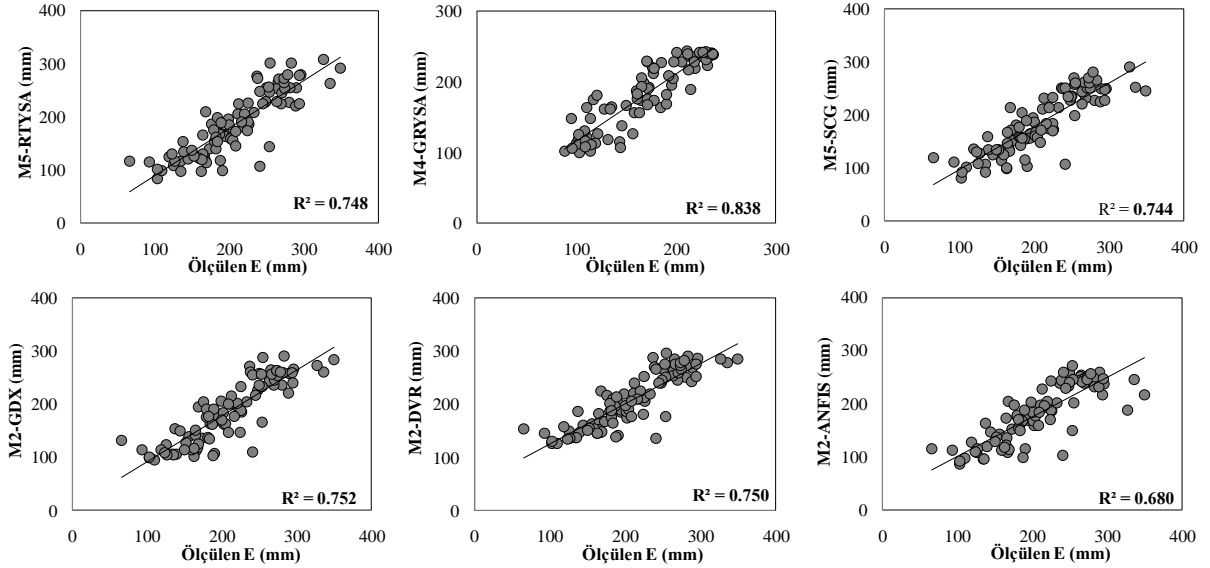 400
300
200
100
0
M5-RTYSA (mm)
R² = 0.748
0 100 200 300 400
Ölçülen E (mm)
300
200
100
0
M4-GRYSA (mm)
R² = 0.838
0 100 200 300
Ölçülen E (mm)
400
300
200
100
0
M5-SCG (mm)
R² = 0.744
0 100 200 300 400
Ölçülen E (mm)
400
300
200
100
0
M2-GDX (mm)
R² = 0.752
0 100 200 300 400
Ölçülen E (mm)
400
300
200
100
0
M2-DVR (mm)
R² = 0.750
0 100 200 300 400
Ölçülen E (mm)
400
300
200
100
0
M2-ANFIS (mm)
R² = 0.680
0 100 200 300 400
Ölçülen E (mm)